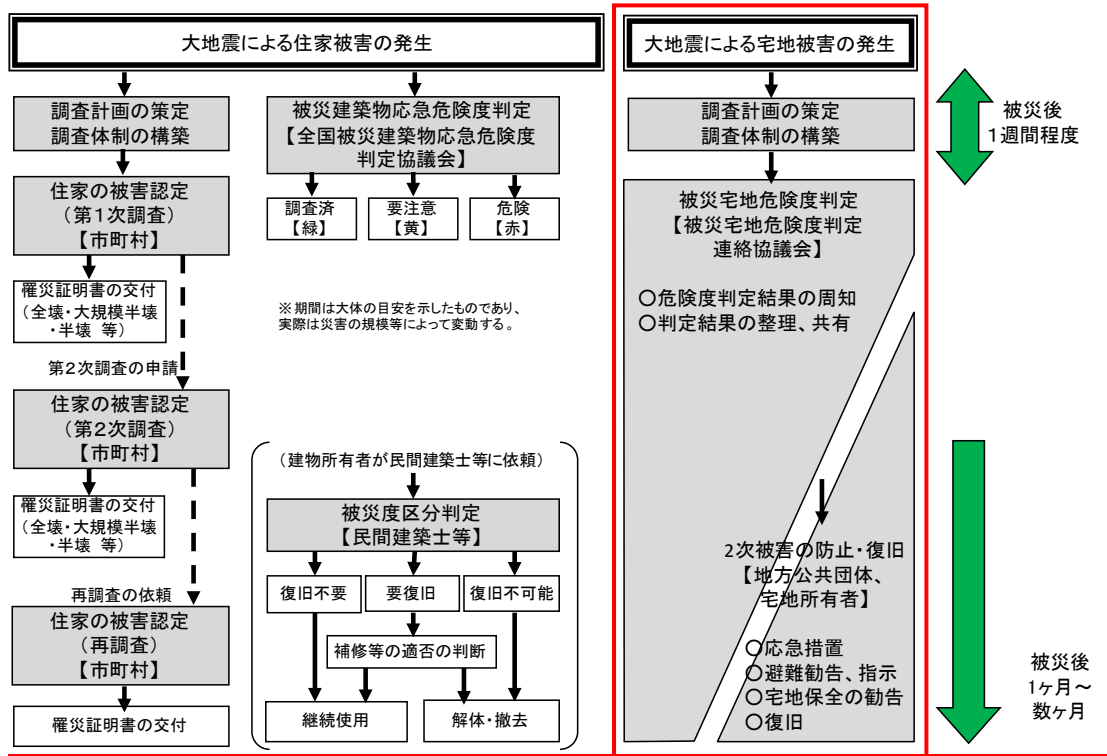 大地震による住家被害の発生
調査計画の策定
調査体制の構築
住家の被害認定
(第1次調査)
【市町村】
罹災証明書の交付
(全壊・大規模半壊
・半壊 等)
第2次調査の申請
住家の被害認定
(第2次調査)
【市町村】
罹災証明書の交付
(全壊・大規模半壊
・半壊 等)
再調査の依頼
住家の被害認定
(再調査)
【市町村】
罹災証明書の交付
被災建築物応急危険度判定
【全国被災建築物応急危険度
判定協議会】
調査済
【緑】
要注意
【黄】
危険
【赤】
※期間は大体の目安を示したものであり、
実際は災害の規模等によって変動する。
(建物所有者が民間建築士等に依頼)
被災度区分判定
【民間建築士等】
復旧不要
要復旧
復旧不可能
補修等の適否の判断
継続使用
解体・撤去
大地震による宅地被害の発生
調査計画の策定
調査体制の構築
被災宅地危険度判定
【被災宅地危険度判定
連絡協議会】
○危険度判定結果の周知
○判定結果の整理、共有
2次被害の防止・復旧
【地方公共団体、
宅地所有者】
○応急措置
○避難勧告、指示
○宅地保全の勧告
○復旧
被災後
1週間程度
被災後
1ヶ月~
数ヶ月